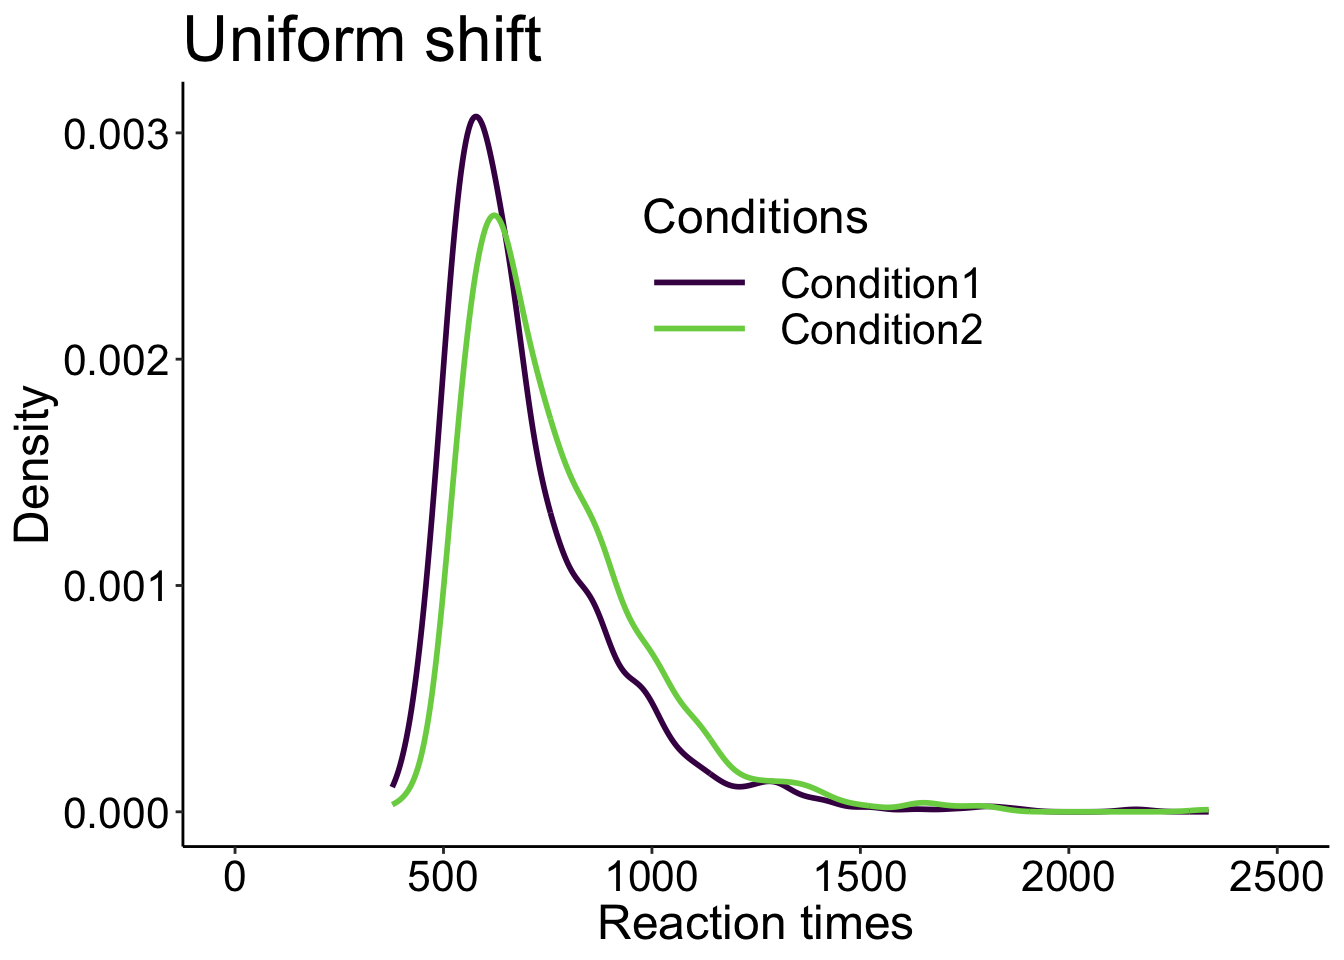 Uniform shift
0.003
0.002
0.001
0.000
Density
Conditions
Condition1
Condition2
0 500 1000 1500 2000 2500
Reaction times